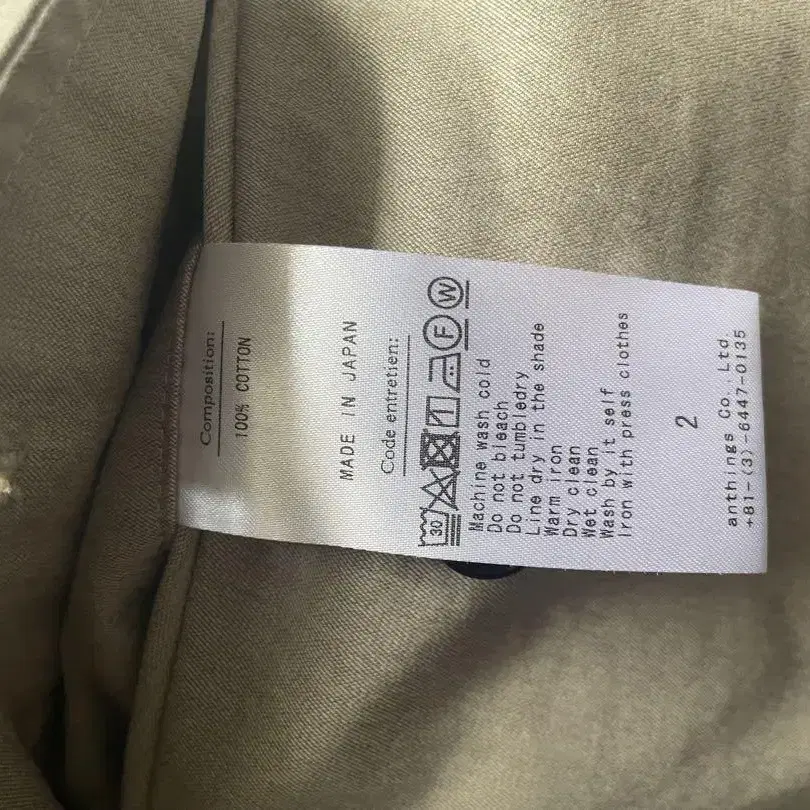 Composition:
100% COTTON
MADE IN JAPAN
Code entretien:
30 F W
Machine wash cold
Do not bleach
Do not tumbledry
Line dry in the shade
Warm iron
Dry clean
Wet clean
Wash by it self
Iron with press clothes
2
anthings Co.,Ltd.
+81-(3)-6447-0135